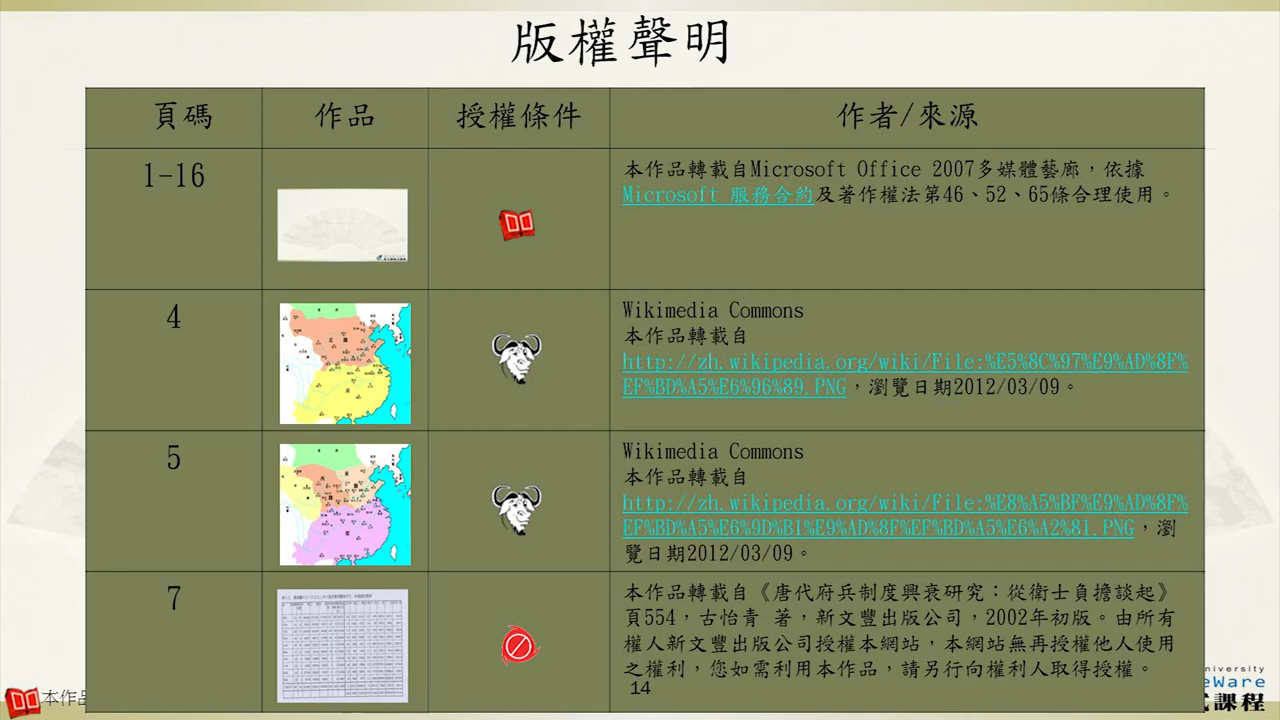 版權聲明
頁碼 作品 授權條件 作者/來源
1-16
本作品轉載自Microsoft Office 2007多媒體藝廊，依據
Microsoft 服務合約及著作權法第46、52、65條合理使用。
4
Wikimedia Commons
本作品轉載自
http://zh.wikipedia.org/wiki/File:%E5%8C%97%E9%AD%8F%
EF%BD%A5%E6%96%89.PNG，瀏覽日期2012/03/09。
5
Wikimedia Commons
本作品轉載自
http://zh.wikipedia.org/wiki/File:%E8%A5%BF%E9%AD%8F%
EF%BD%A5%E6%9D%B1%E9%AD%8F%EF%BD%A5%E6%A2%81.PNG，瀏
覽日期2012/03/09。
7
本作品轉載自《唐代府兵制度興衰研究：從衛士負擔談起》
頁554，古怡青，新文豐出版公司，2002年初版。由所有
權人新文豐出版公司授權本網站，本網站無轉授他人使用
之權利，如需利用本作品，請另行向權利人取得授權
14
本作品
niversity
eWare
式課程